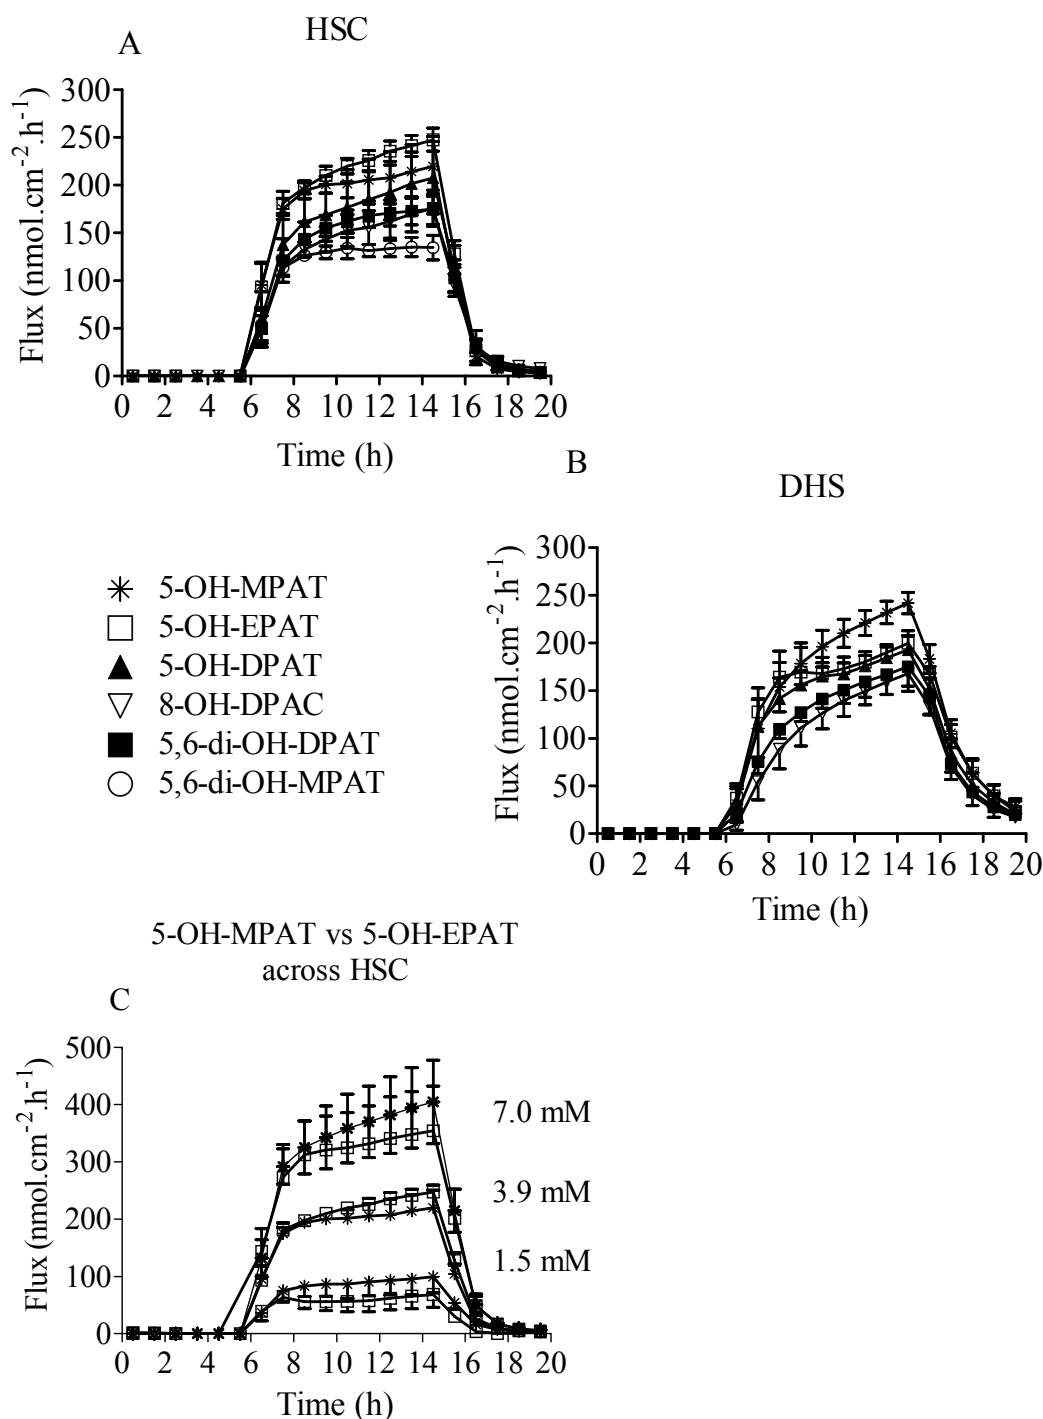 A
HSC
300
250
200
150
100
50
0
Flux (nmol.cm⁻².h⁻¹)
0 2 4 6 8 10 12 14 16 18 20
Time (h)
B
DHS
300
250
200
150
100
50
0
Flux (nmol.cm⁻².h⁻¹)
0 2 4 6 8 10 12 14 16 18 20
Time (h)
5-OH-MPAT
5-OH-EPAT
5-OH-DPAT
8-OH-DPAC
5,6-di-OH-DPAT
5,6-di-OH-MPAT
5-OH-MPAT vs 5-OH-EPAT
across HSC
C
500
400
300
200
100
0
Flux (nmol.cm⁻².h⁻¹)
7.0 mM
3.9 mM
1.5 mM
0 2 4 6 8 10 12 14 16 18 20
Time (h)